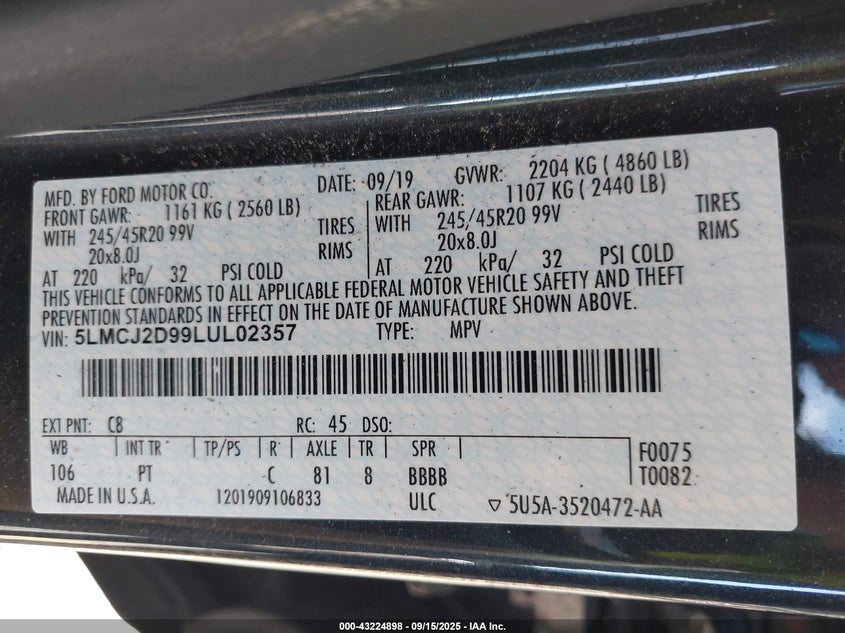 MFD. BY FORD MOTOR CO. DATE: 09/19 GVWR: 2204 KG ( 4860 LB)
FRONT GAWR: 1161 KG ( 2560 LB) REAR GAWR: 1107 KG ( 2440 LB)
WITH 245/45R20 99V TIRES WITH 245/45R20 99V TIRES
20x8.0J RIMS 20x8.0J RIMS
AT 220 kPa/ 32 PSI COLD AT 220 kPa/ 32 PSI COLD
THIS VEHICLE CONFORMS TO ALL APPLICABLE FEDERAL MOTOR VEHICLE SAFETY AND THEFT
PREVENTION STANDARDS IN EFFECT ON THE DATE OF MANUFACTURE SHOWN ABOVE.
VIN: 5LMCJ2D99LUL02357 TYPE: MPV
EXT PNT: C8 RC: 45 DSO:
WB INT TR TP/PS R AXLE TR SPR F0075
106 PT C 81 8 BBBB T0082
MADE IN U.S.A. 1201909106833 ULC ▽ 5U5A-3520472-AA
000-43224898 - 09/15/2025 - IAA Inc.